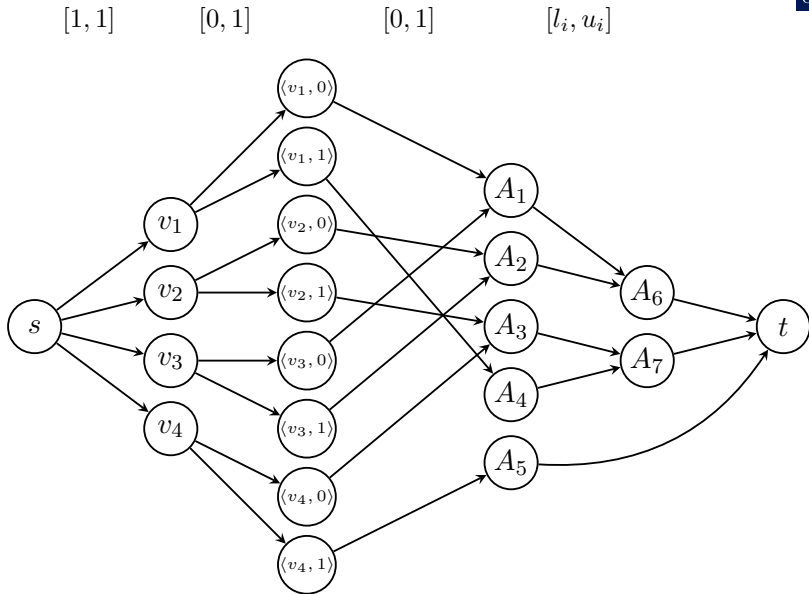 [1, 1] [0, 1] [0, 1] [l_i, u_i]
⟨v_1, 0⟩
⟨v_1, 1⟩
A_1
v_1
⟨v_2, 0⟩
A_2
v_2
⟨v_2, 1⟩
A_6
s
A_3
t
v_3
⟨v_3, 0⟩
A_7
A_4
v_4
⟨v_3, 1⟩
A_5
⟨v_4, 0⟩
⟨v_4, 1⟩